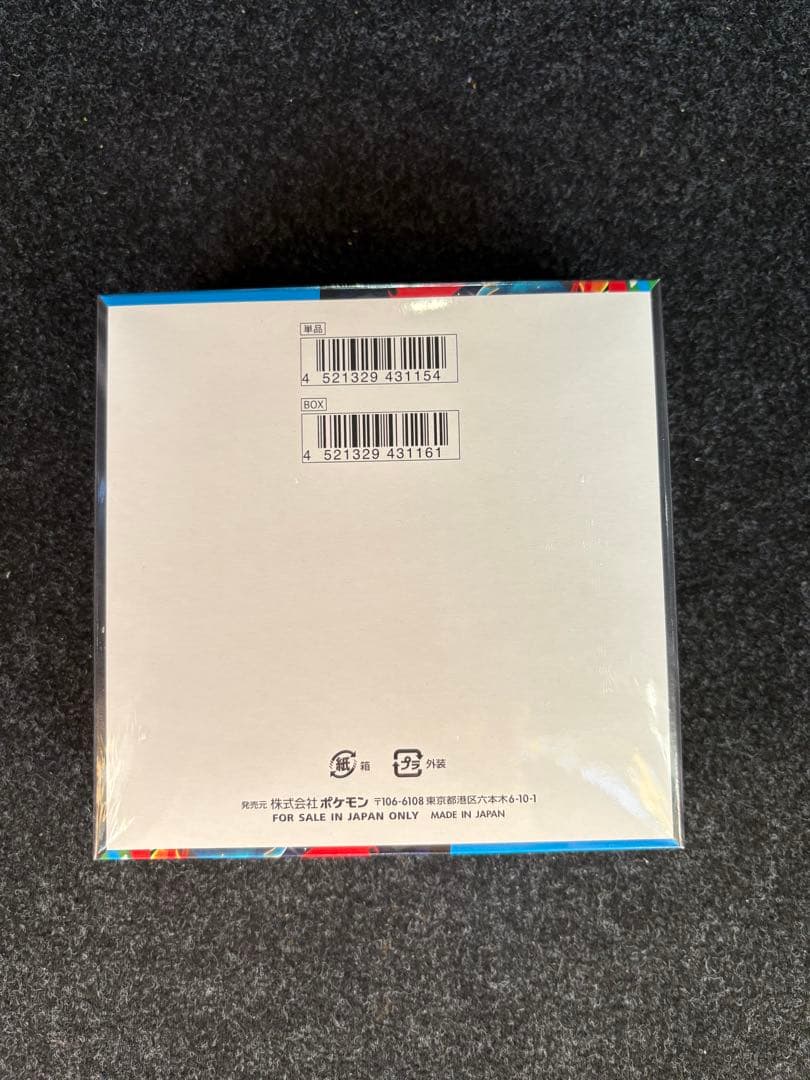 単品
4 521329 431154
BOX
4 521329 431161
紙 箱 プラ 外装
発売元 株式会社ポケモン 〒106-6108 東京都港区六本木6-10-1
FOR SALE IN JAPAN ONLY MADE IN JAPAN